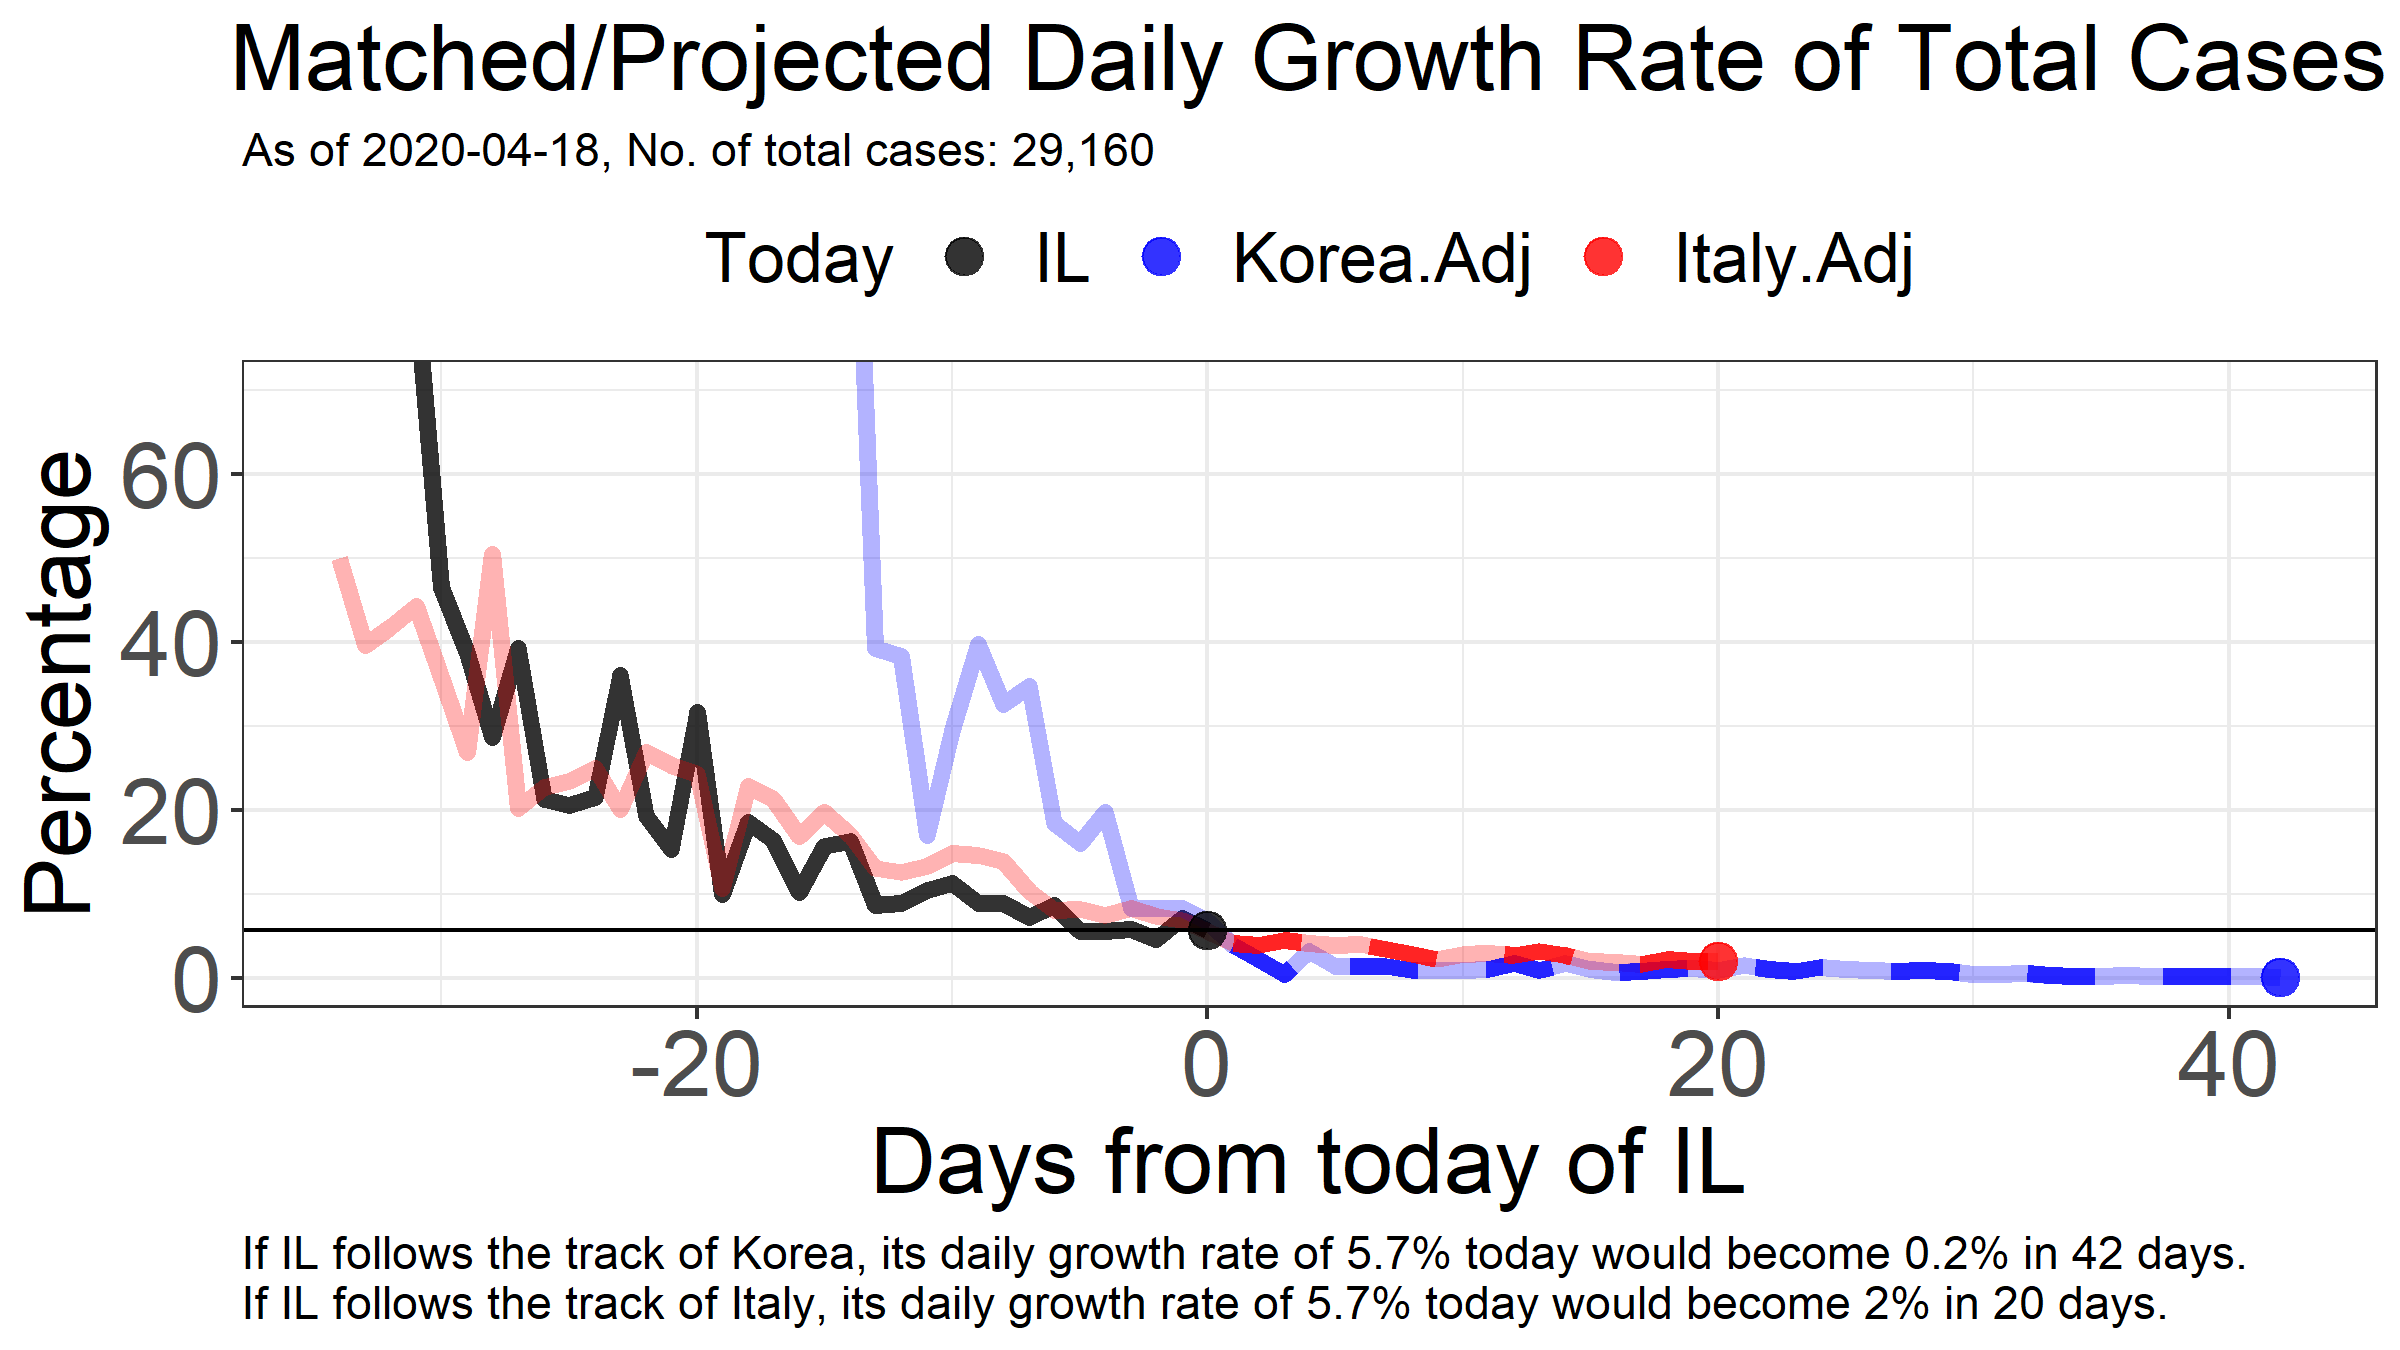 Matched/Projected Daily Growth Rate of Total Cases
As of 2020-04-18, No. of total cases: 29,160
Today IL Korea.Adj Italy.Adj
Percentage
60
40
20
0
-20 0 20 40
Days from today of IL
If IL follows the track of Korea, its daily growth rate of 5.7% today would become 0.2% in 42 days.
If IL follows the track of Italy, its daily growth rate of 5.7% today would become 2% in 20 days.